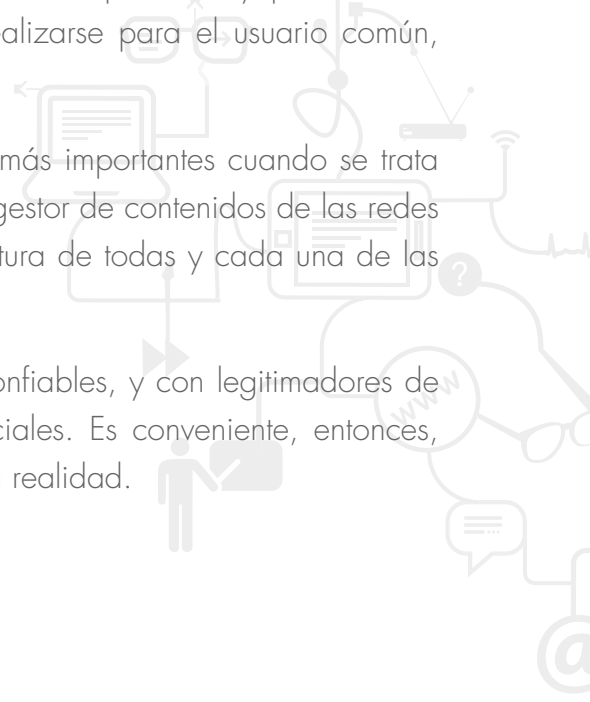 alizarse para el usuario común,
más importantes cuando se trata
gestor de contenidos de las redes
tura de todas y cada una de las
?
onfiables, y con legitimadores de
www
ciales. Es conveniente, entonces,
realidad.
@